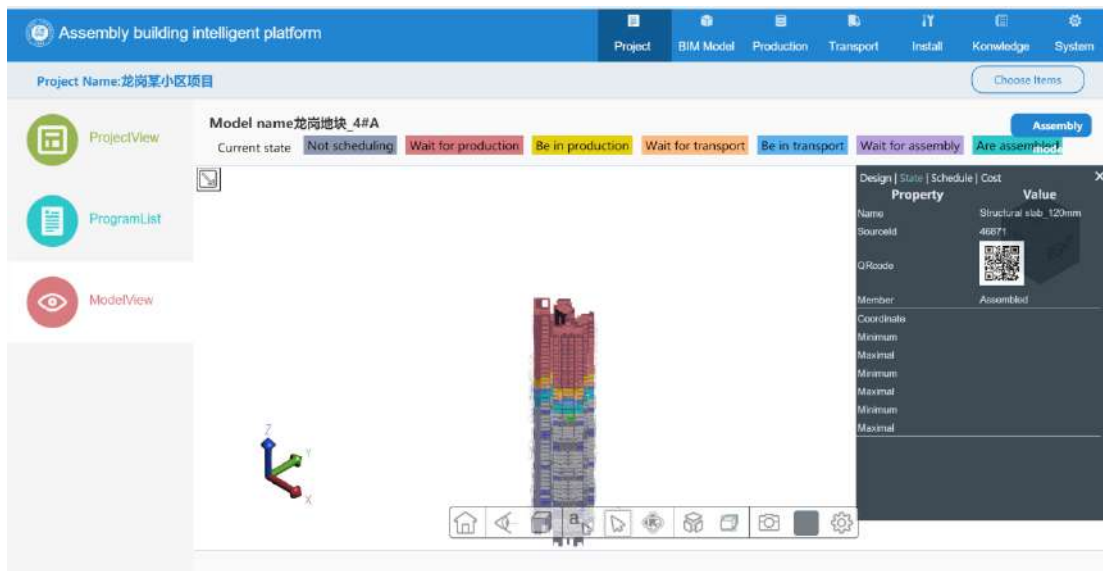 Assembly building intelligent platform
Project
BIM Model
Production
Transport
Install
Konwledge
System
Project Name:龙岗某小区项目
Choose Items
ProjectView
ProgramList
ModelView
Model name龙岗地块_4#A
Assembly
mode
Current state Not scheduling Wait for production Be in production Wait for transport Be in transport Wait for assembly Are assembled
Design | State | Schedule | Cost X
Property Value
Name Structural slab_120mm
SourceId 46871
QRcode
Member Assembled
Coordinate
Minimum
Maximal
Minimum
Maximal
Minimum
Maximal
Z
Y
X
a